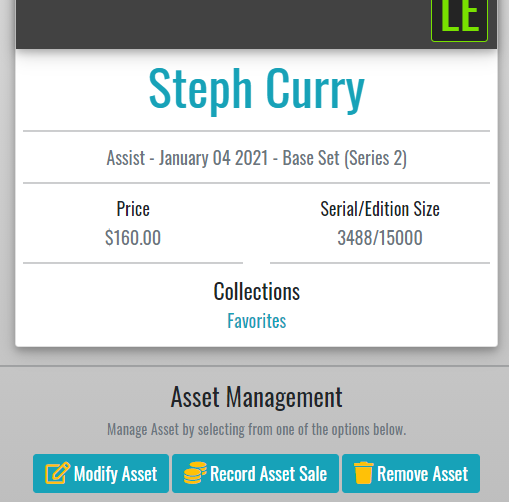 LE
Steph Curry
Assist - January 04 2021 - Base Set (Series 2)
Price
$160.00
Serial/Edition Size
3488/15000
Collections
Favorites
Asset Management
Manage Asset by selecting from one of the options below.
Modify Asset
Record Asset Sale
Remove Asset